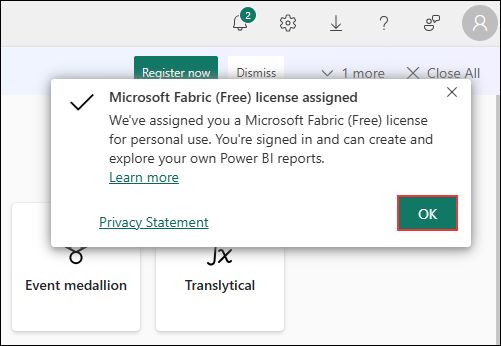 2
?
Register now
Dismiss
1 more
Close All
Microsoft Fabric (Free) license assigned
We've assigned you a Microsoft Fabric (Free) license
for personal use. You're signed in and can create and
explore your own Power BI reports.
Learn more
Privacy Statement
OK
Event medallion
Translytical